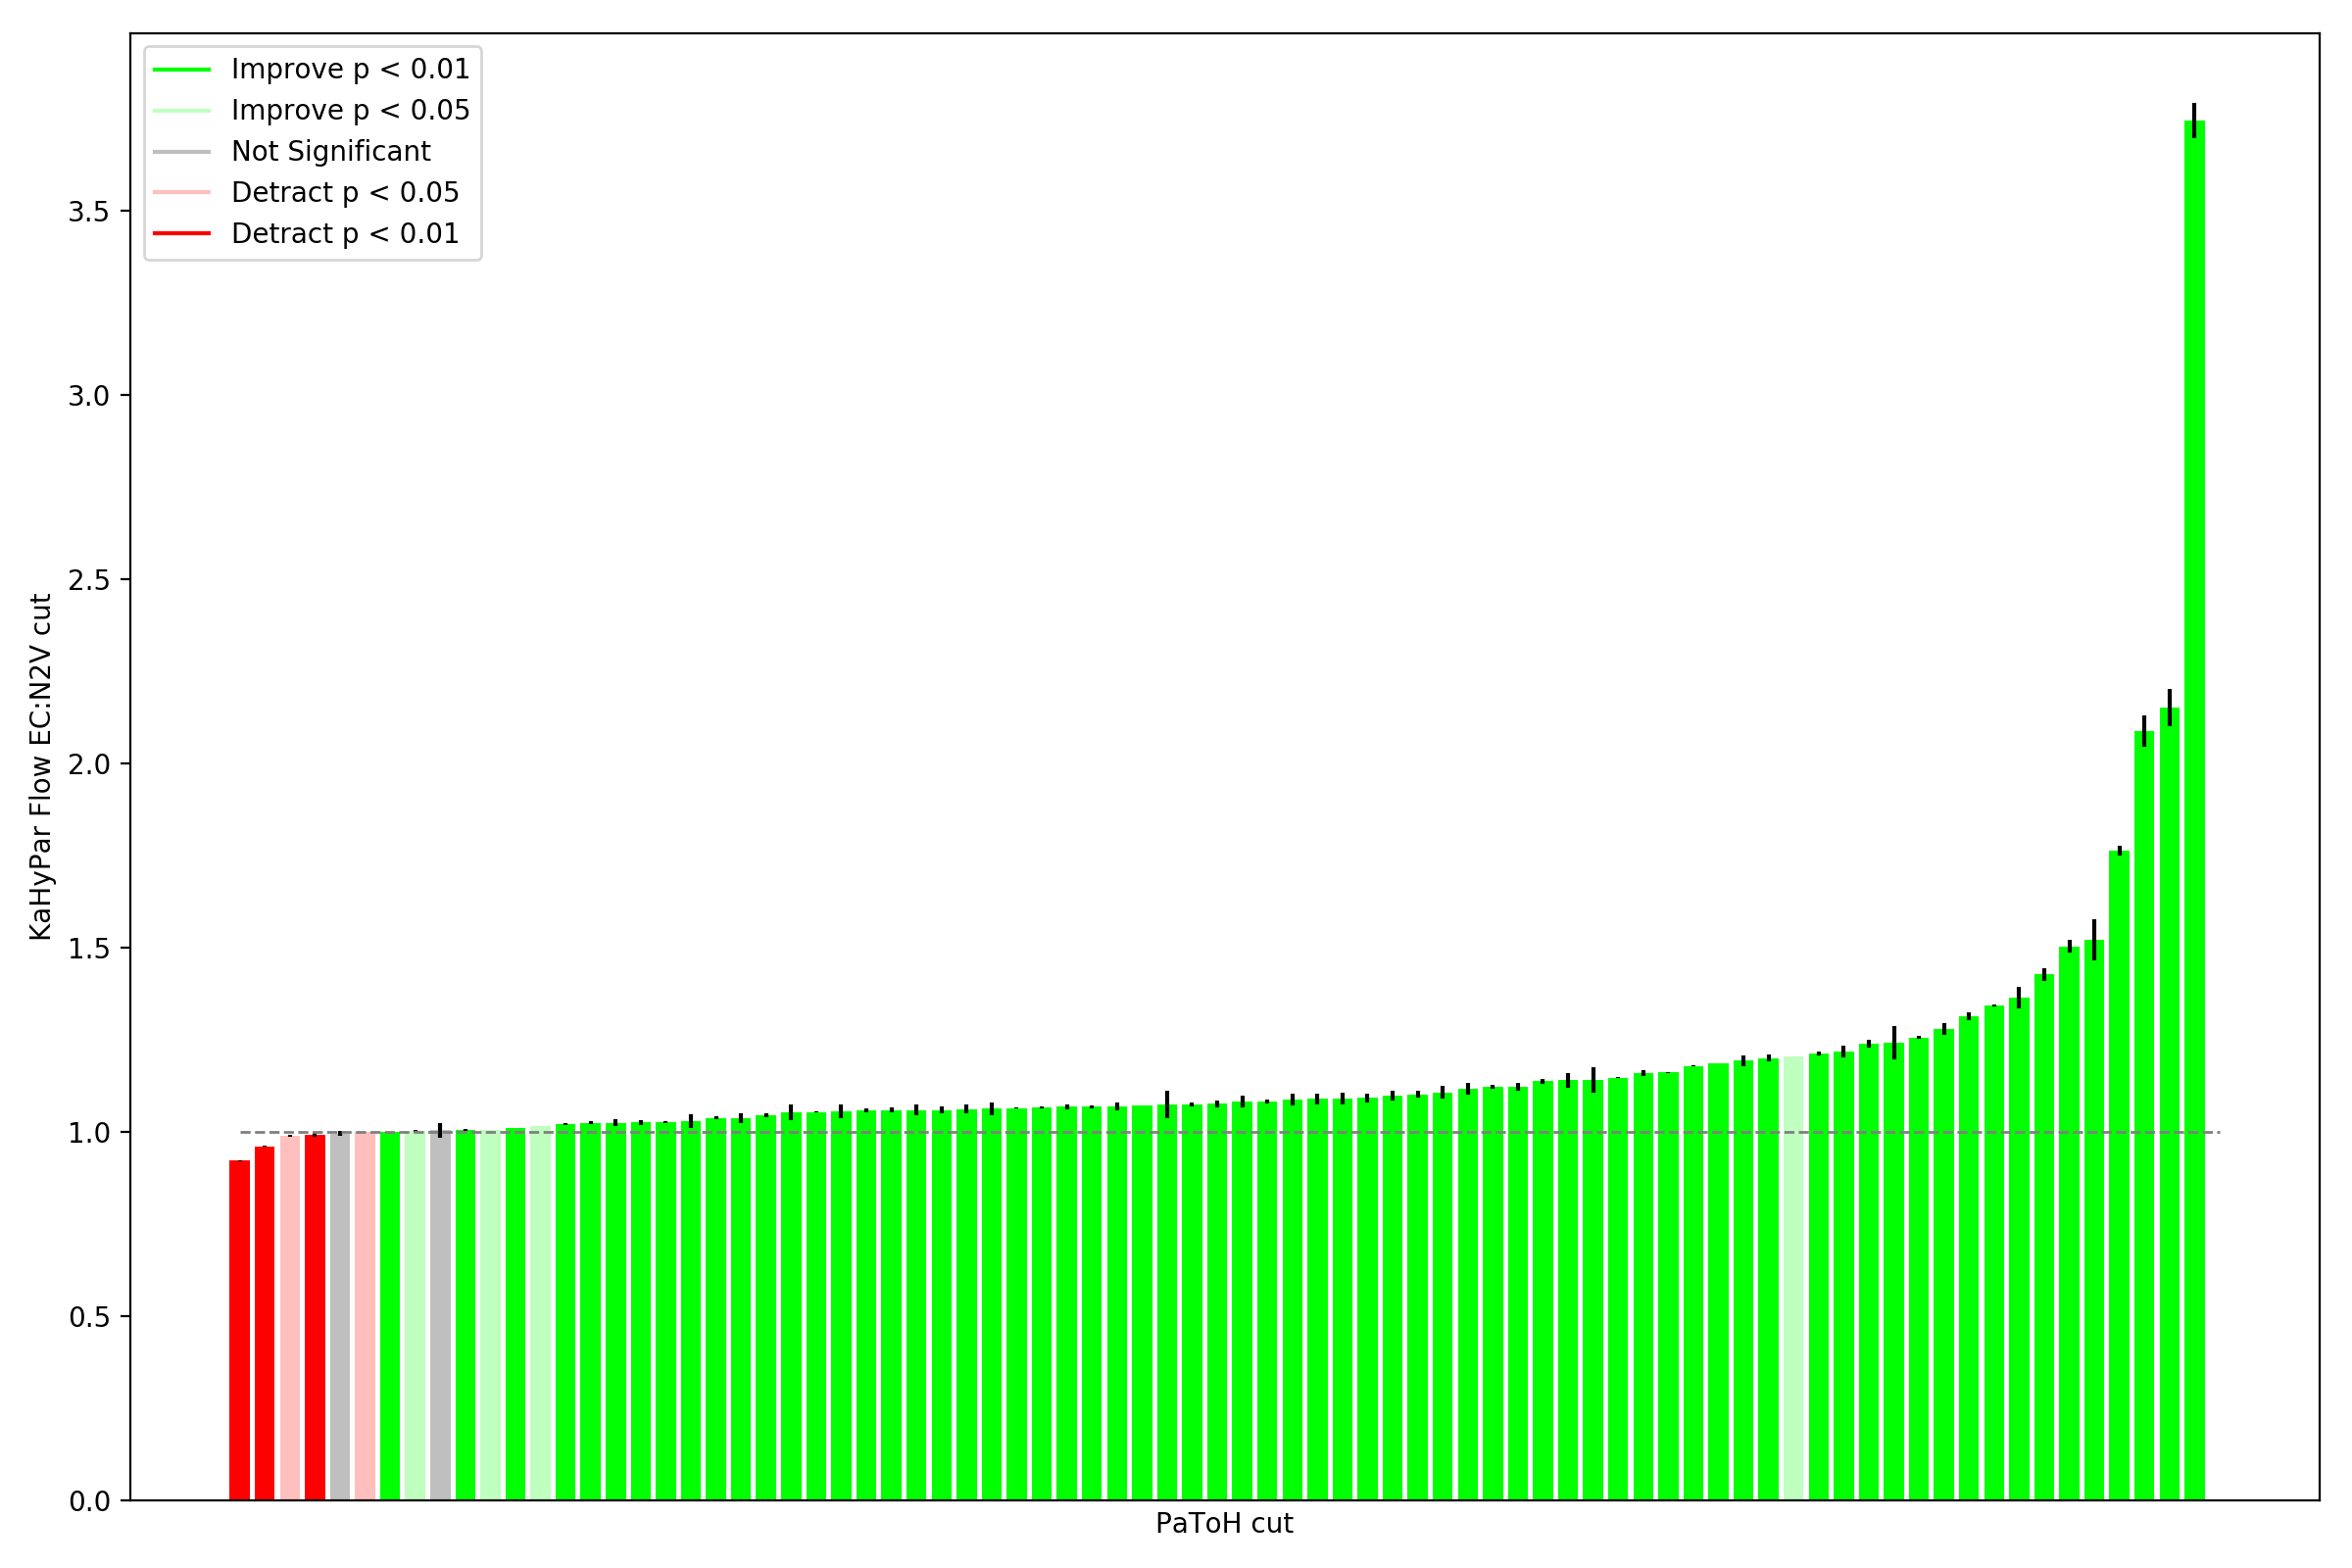 Improve p < 0.01
Improve p < 0.05
Not Significant
Detract p < 0.05
Detract p < 0.01
3.5
3.0
2.5
2.0
1.5
1.0
0.5
0.0
KaHyPar Flow EC:N2V cut
PaToH cut